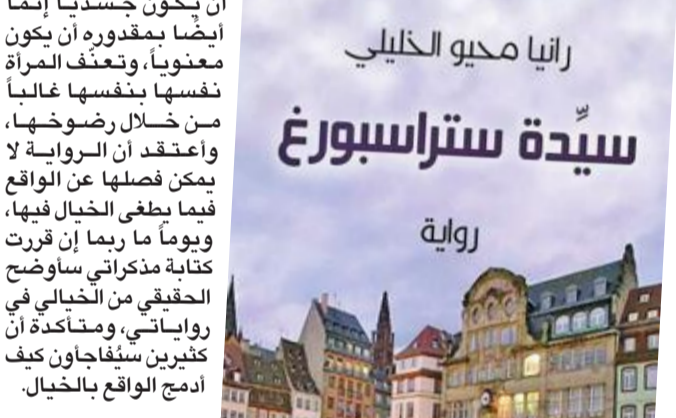 أن يكون جسدياً إنما
أيضًا بمقدوره أن يكون
معنوياً، وتعنّف المرأة
نفسها بنفسها غالباً
من خلال رضوخها،
وأعتقد أن الرواية لا
يمكن فصلها عن الواقع
فيما يطغى الخيال فيها،
ويوماً ما ربما إن قررت
كتابة مذكراتي سأوضح
الحقيقي من الخيالي في
رواياتي، ومتأكدة أن
كثيرين سيُفاجأون كيف
أدمج الواقع بالخيال.
رانيا محيو الخليلي
سيِّدة ستراسبورغ
رواية